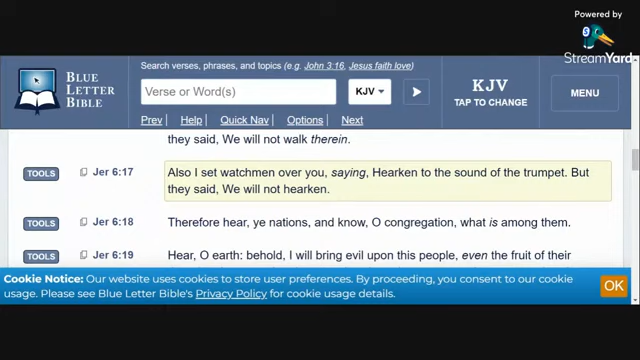 Powered by
StreamYard
Search verses, phrases, and topics (e.g. John 3:16, Jesus faith love)
BLUE
LETTER
BIBLE
Verse or Word(s)
KJV
KJV
TAP TO CHANGE
MENU
Prev | Help | Quick Nav | Options | Next
they said, We will not walk therein.
TOOLS Jer 6:17 Also I set watchmen over you, saying, Hearken to the sound of the trumpet. But
they said, We will not hearken.
TOOLS Jer 6:18 Therefore hear, ye nations, and know, O congregation, what is among them.
TOOLS Jer 6:19 Hear, O earth: behold, I will bring evil upon this people, even the fruit of their
Cookie Notice: Our website uses cookies to store user preferences. By proceeding, you consent to our cookie
usage. Please see Blue Letter Bible's Privacy Policy for cookie usage details.
OK